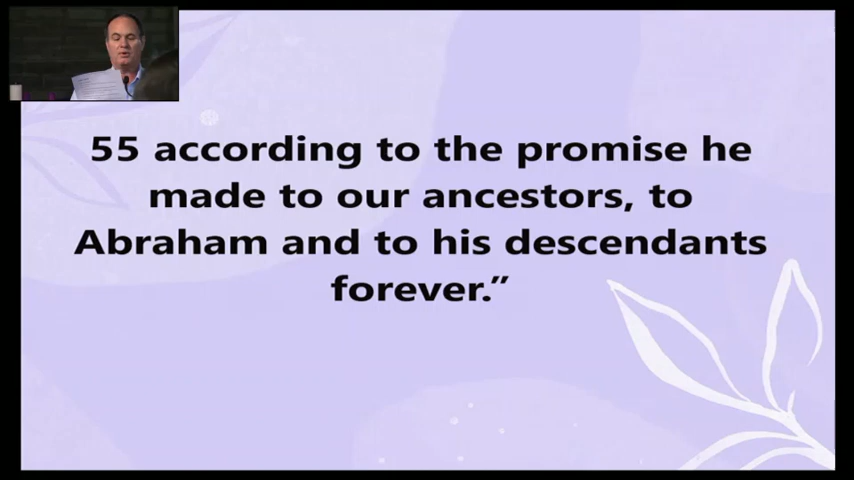 55 according to the promise he
made to our ancestors, to
Abraham and to his descendants
forever.”